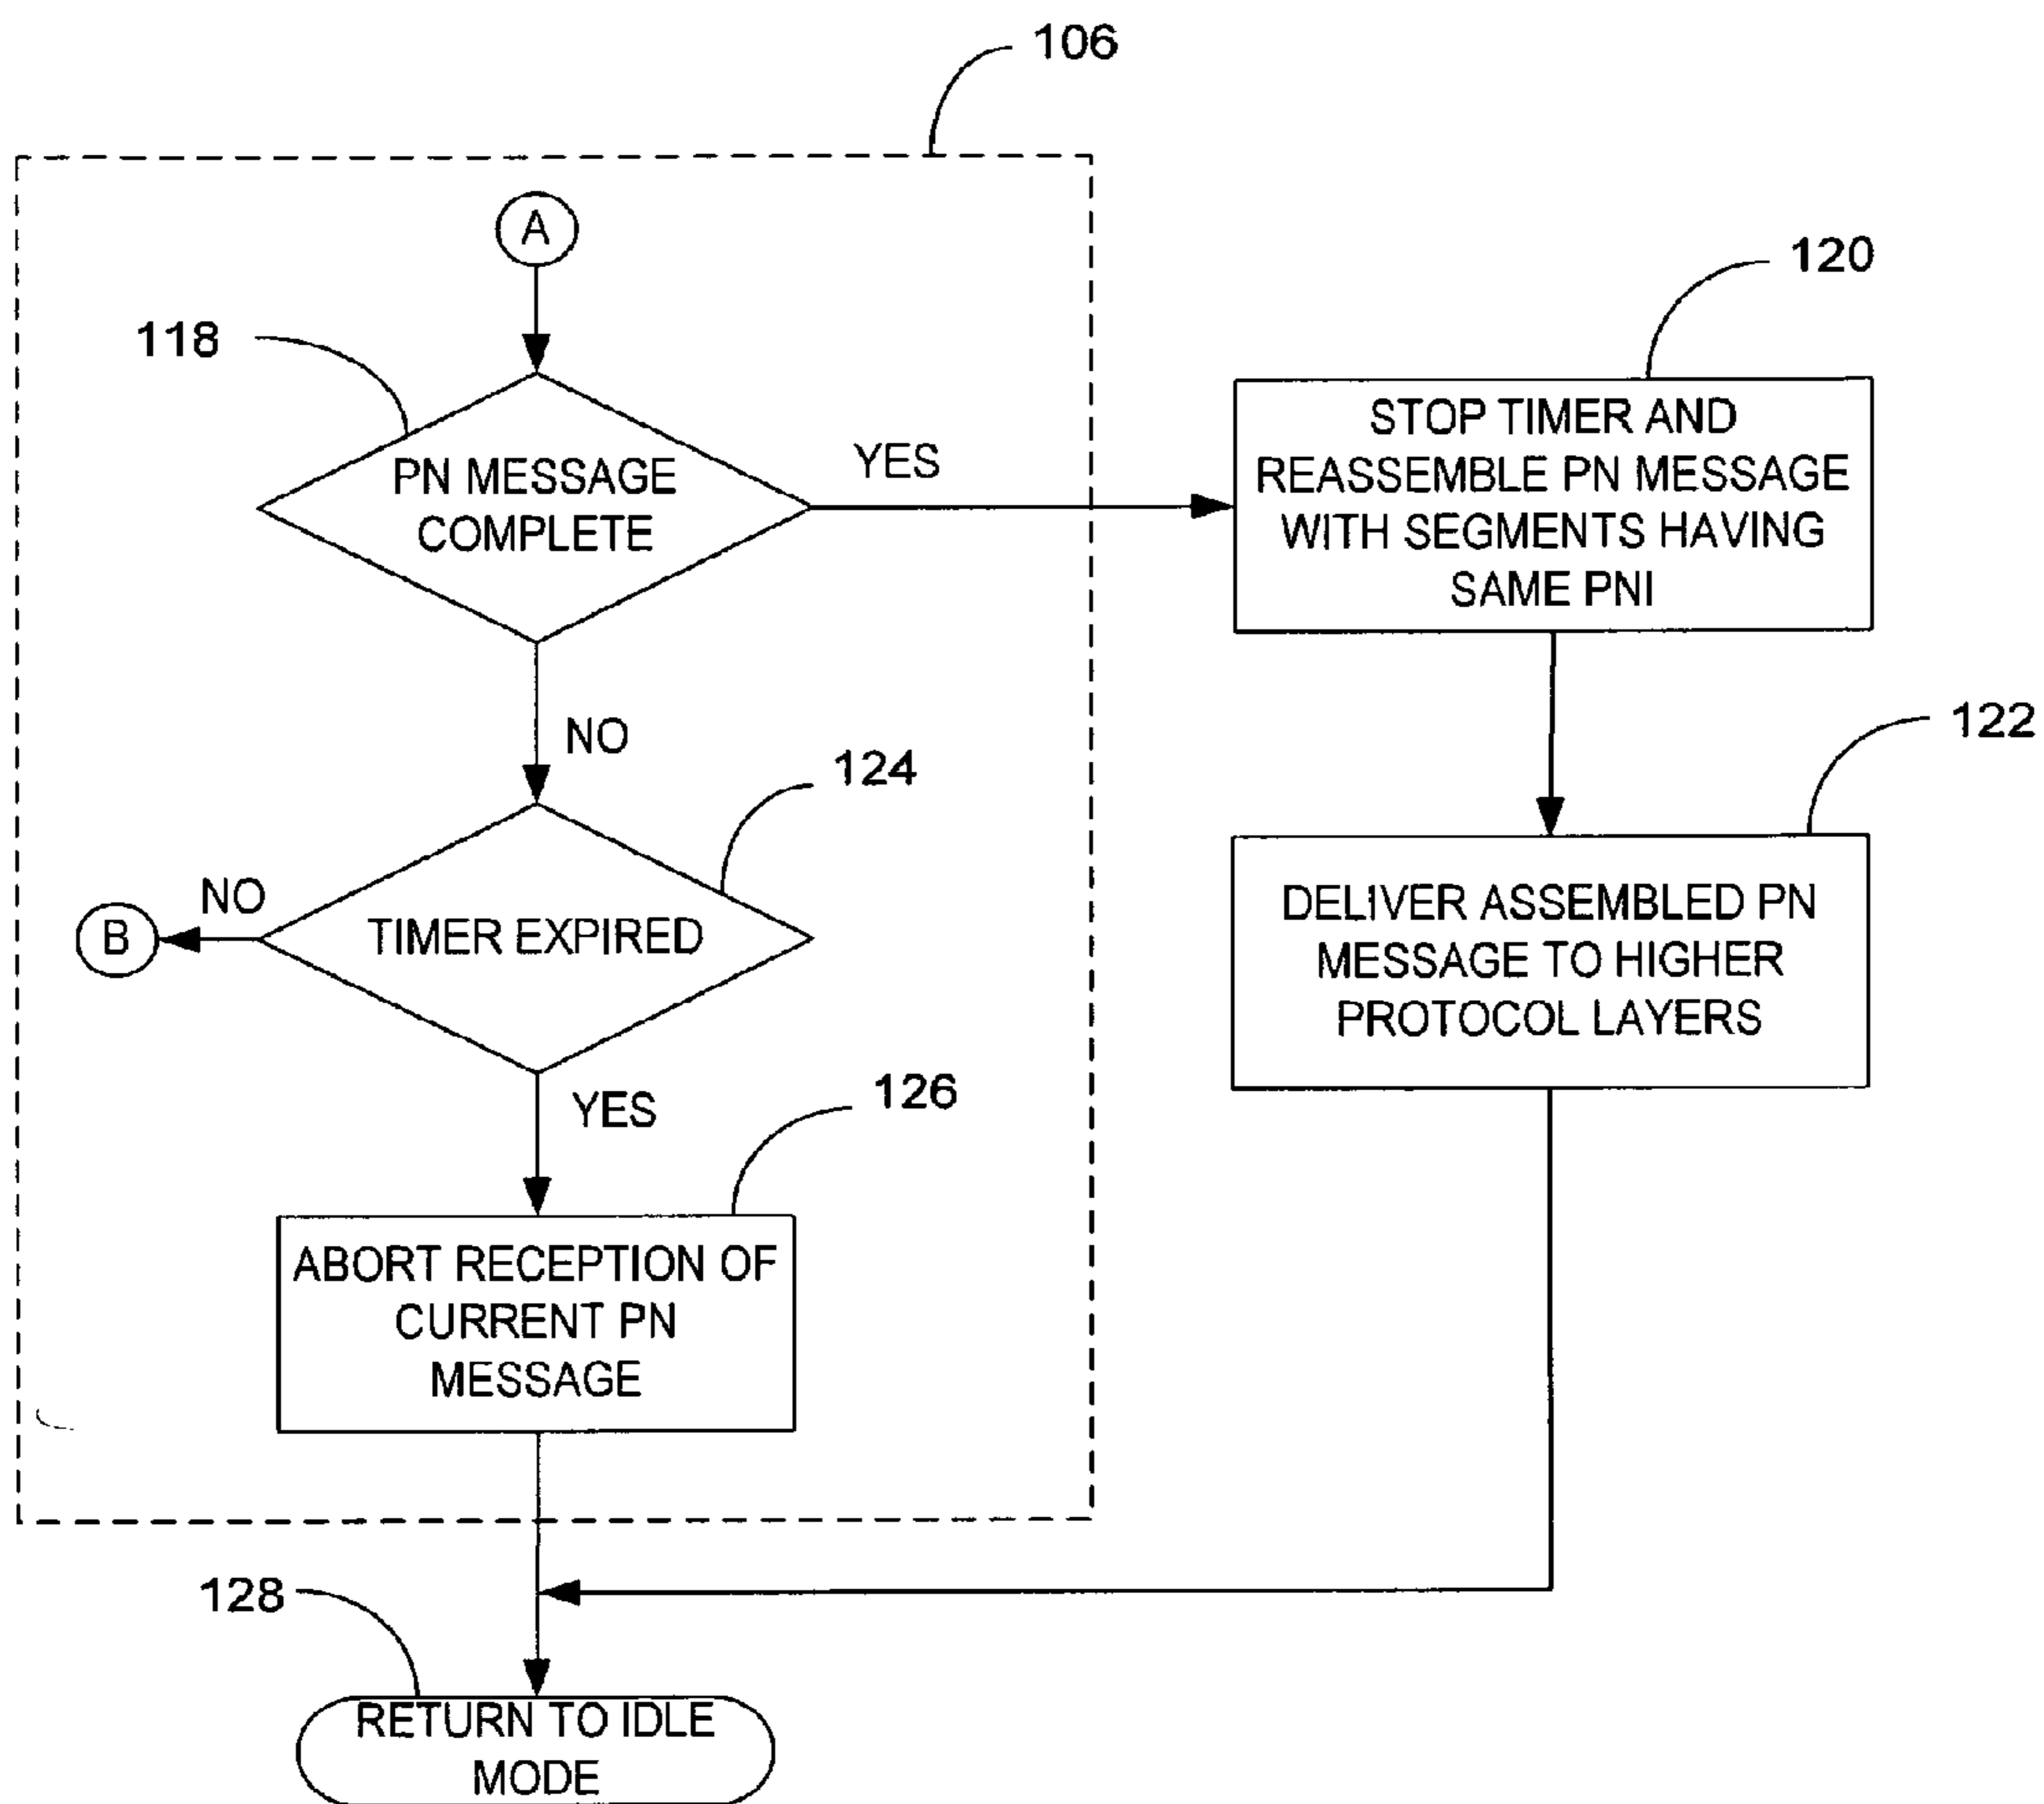 106
A
118
PN MESSAGE
COMPLETE
YES
120
STOP TIMER AND
REASSEMBLE PN MESSAGE
WITH SEGMENTS HAVING
SAME PNI
NO
124
TIMER EXPIRED
NO
B
122
DELIVER ASSEMBLED PN
MESSAGE TO HIGHER
PROTOCOL LAYERS
YES
126
ABORT RECEPTION OF
CURRENT PN
MESSAGE
128
RETURN TO IDLE
MODE